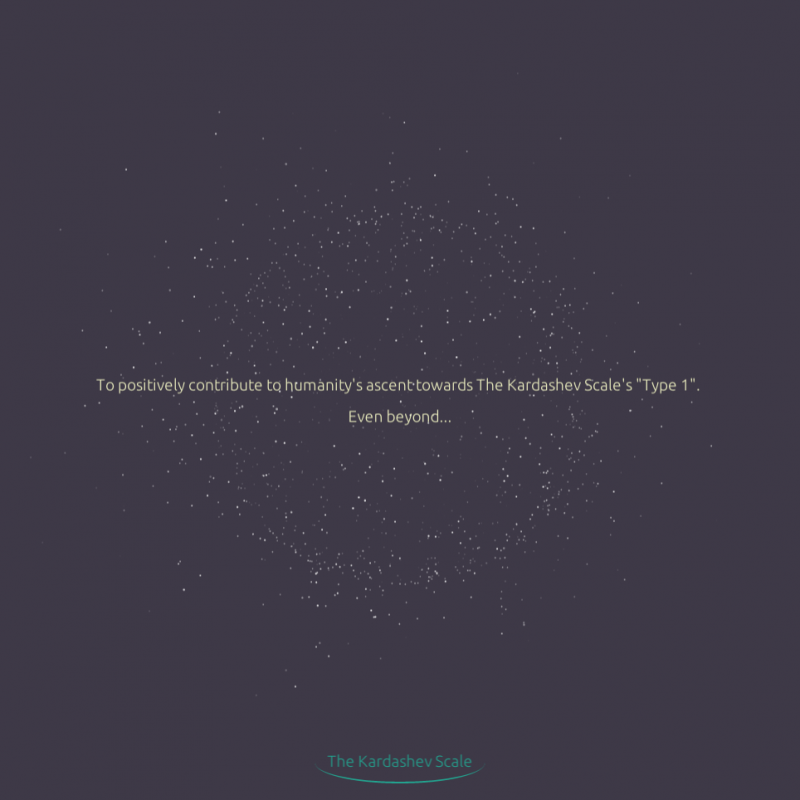 To positively contribute to humanity's ascent towards The Kardashev Scale's "Type 1".
Even beyond...
The Kardashev Scale